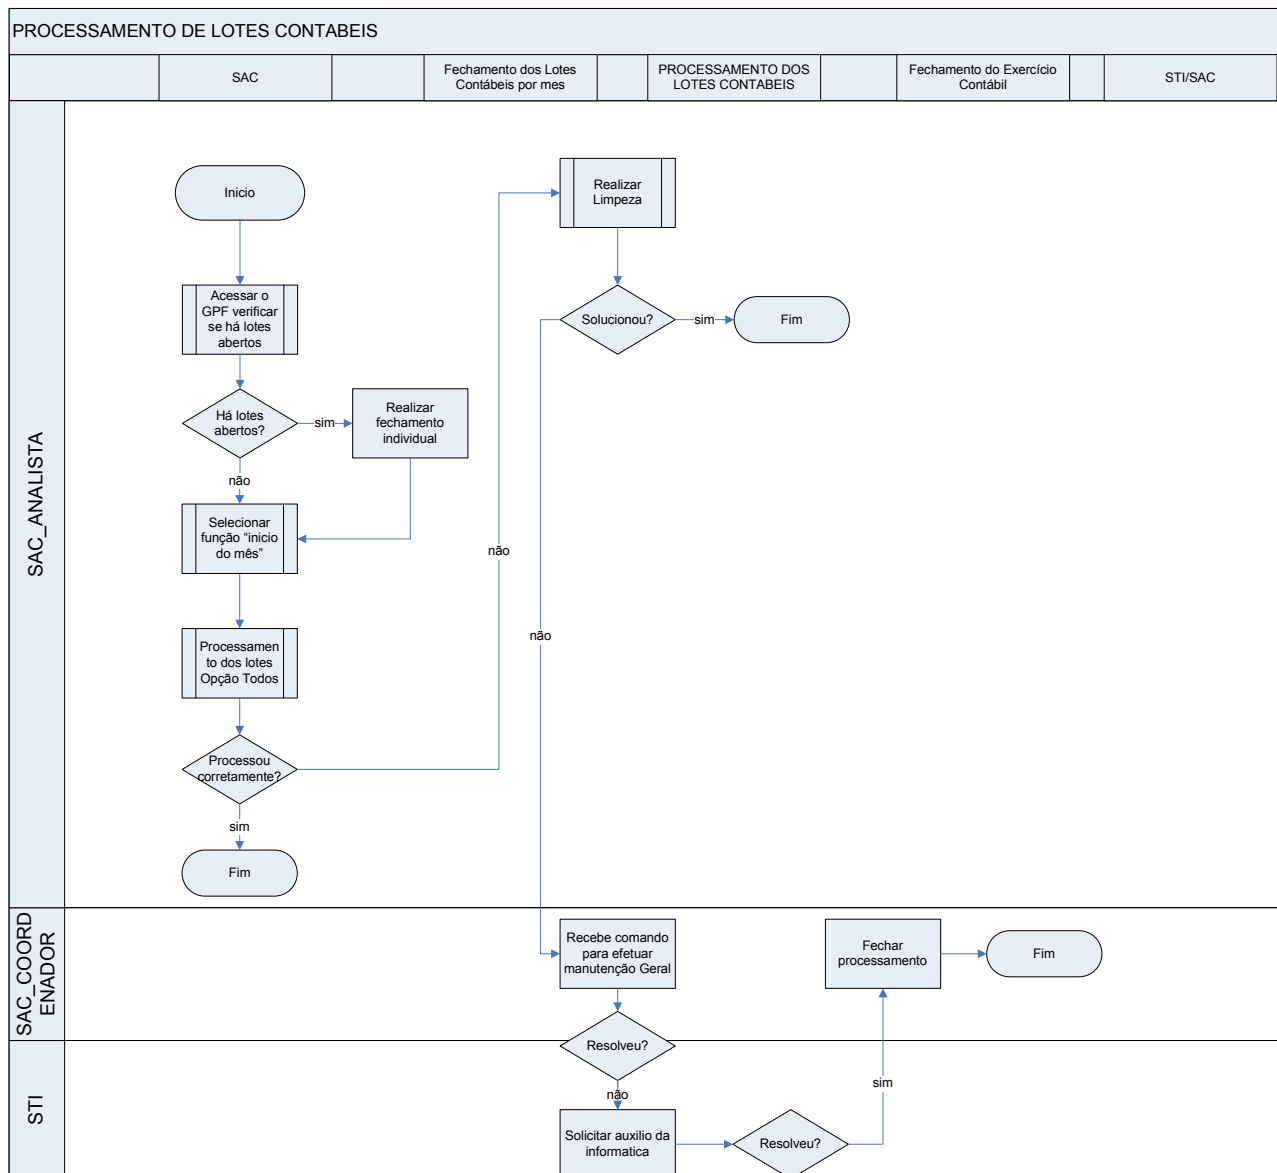 PROCESSAMENTO DE LOTES CONTABEIS
SAC
Fechamento dos Lotes
Contábeis por mes
PROCESSAMENTO DOS
LOTES CONTABEIS
Fechamento do Exercício
Contábil
STI/SAC
SAC_ANALISTA
Inicio
Acessar o
GPF verificar
se há lotes
abertos
Há lotes
abertos?
sim
Realizar
fechamento
individual
não
Selecionar
função “inicio
do mês”
Processamen
to dos lotes
Opção Todos
Processou
corretamente?
sim
Fim
não
Realizar
Limpeza
Solucionou?
sim
Fim
não
SAC_COORD
ENADOR
Recebe comando
para efetuar
manutenção Geral
Fechar
processamento
Fim
Resolveu?
não
sim
STI
Solicitar auxilio da
informatica
Resolveu?